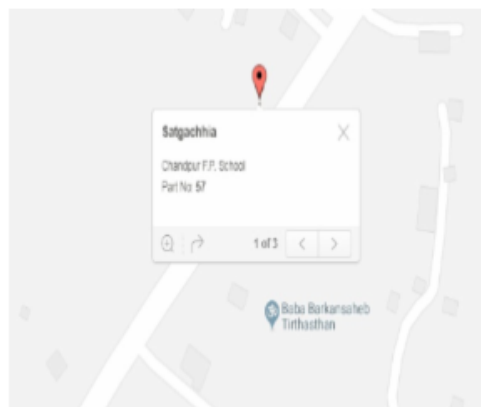 Satgachhia
Chandpur F.P. School
Part No: 57
1 of 3
Baba Barkansaheb
Tirthasthan